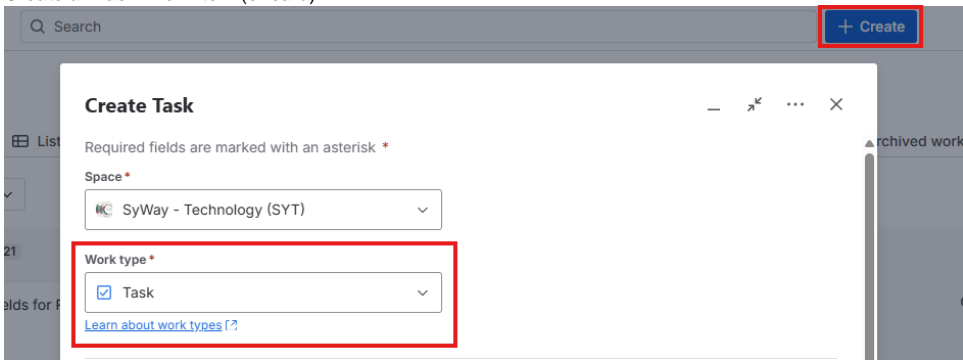 Search
+ Create
Create Task
List
Required fields are marked with an asterisk *
rchived work
Space *
SyWay - Technology (SYT)
21
Work type *
Task
elds for
Learn about work types